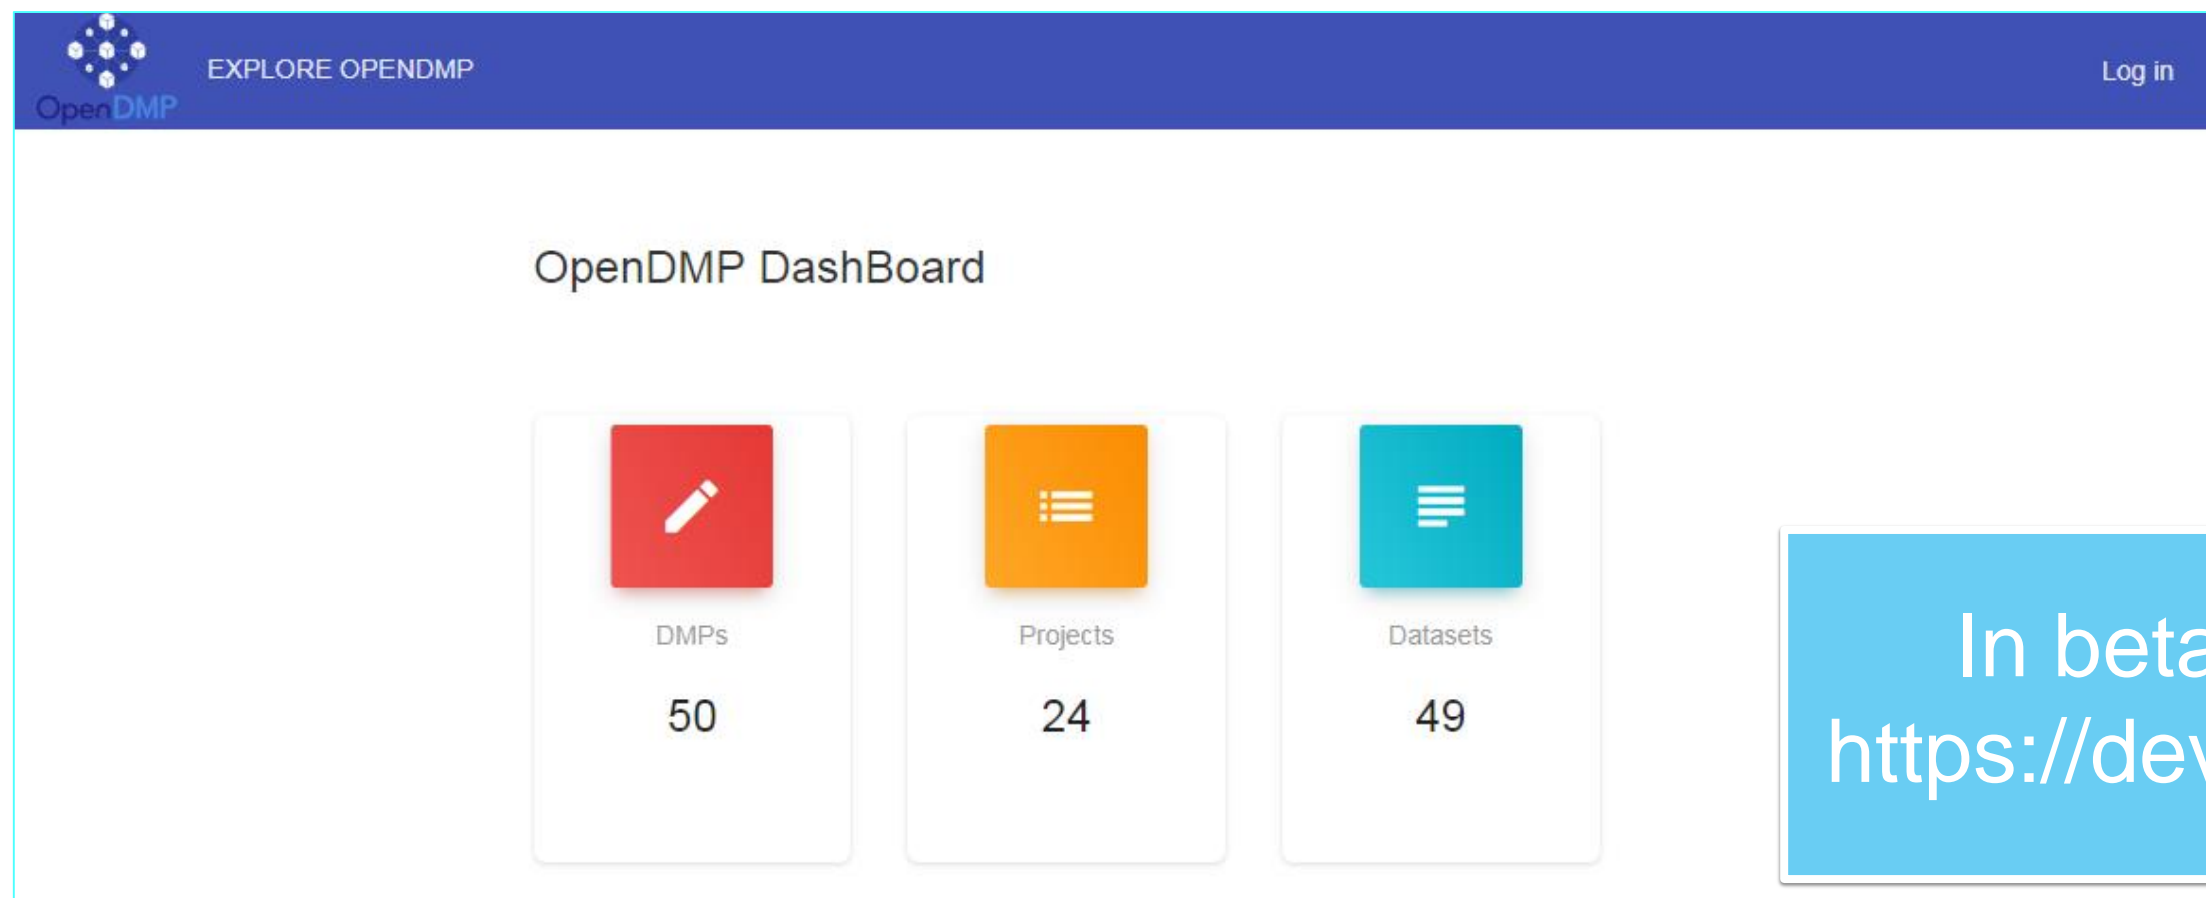 OpenDMP
EXPLORE OPENDMP
Log in
OpenDMP DashBoard
DMPs
Projects
Datasets
50
24
49
In beta
https://dev